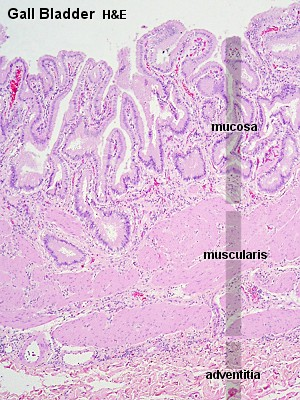 Gall Bladder H&E
mucosa
muscularis
adventitia